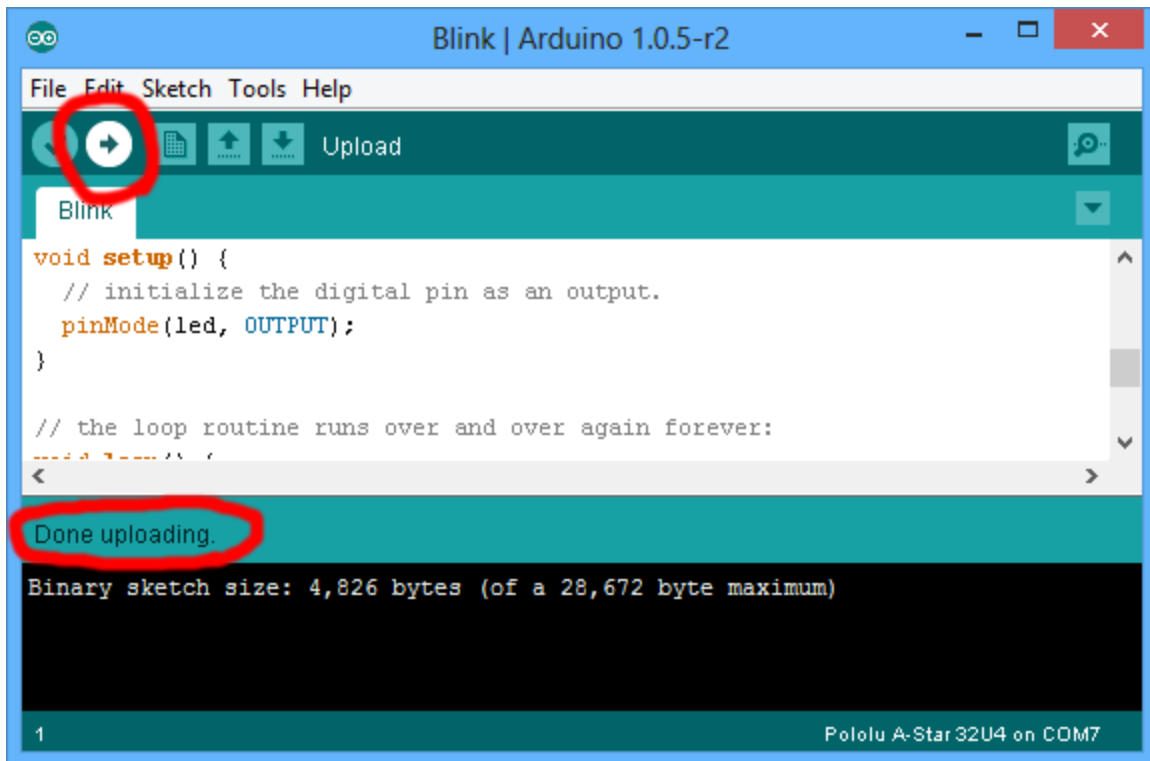 Blink | Arduino 1.0.5-r2
File Edit Sketch Tools Help
Upload
Blink
void setup() {
// initialize the digital pin as an output.
pinMode(led, OUTPUT);
}
// the loop routine runs over and over again forever:
Done uploading.
Binary sketch size: 4,826 bytes (of a 28,672 byte maximum)
1
Pololu A-Star 32U4 on COM7